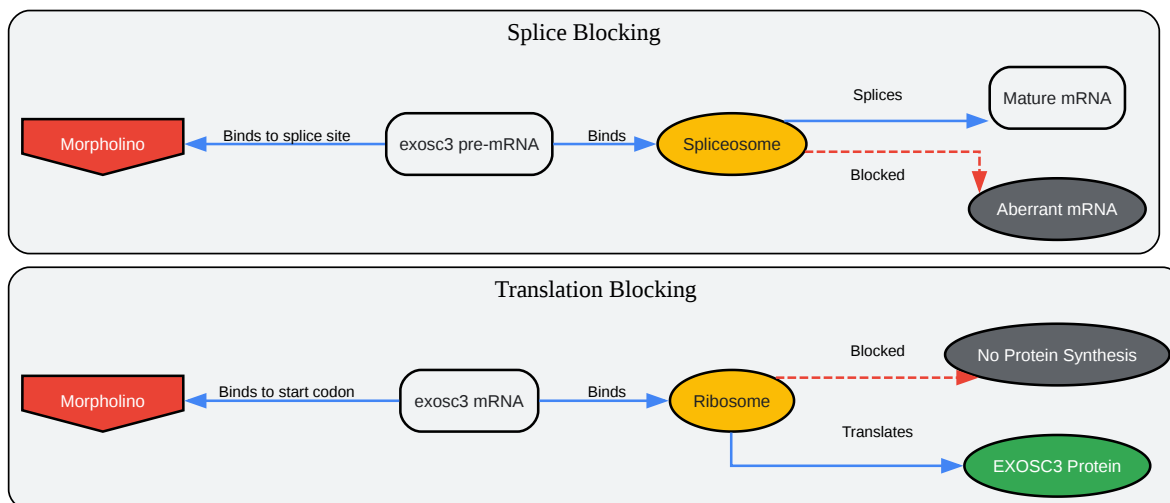 Splice Blocking
Splices
Mature mRNA
Morpholino
Binds to splice site
exosc3 pre-mRNA
Binds
Spliceosome
Blocked
Aberrant mRNA
Translation Blocking
Blocked
No Protein Synthesis
Morpholino
Binds to start codon
exosc3 mRNA
Binds
Ribosome
Translates
EXOSC3 Protein